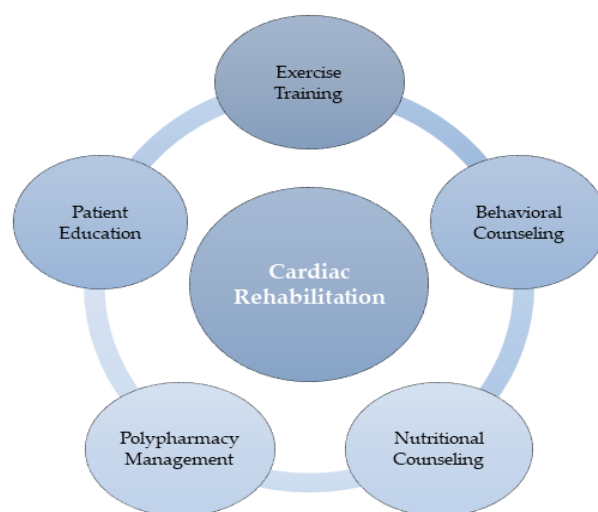 Exercise
Training
Patient
Education
Behavioral
Counseling
Cardiac
Rehabilitation
Polypharmacy
Management
Nutritional
Counseling